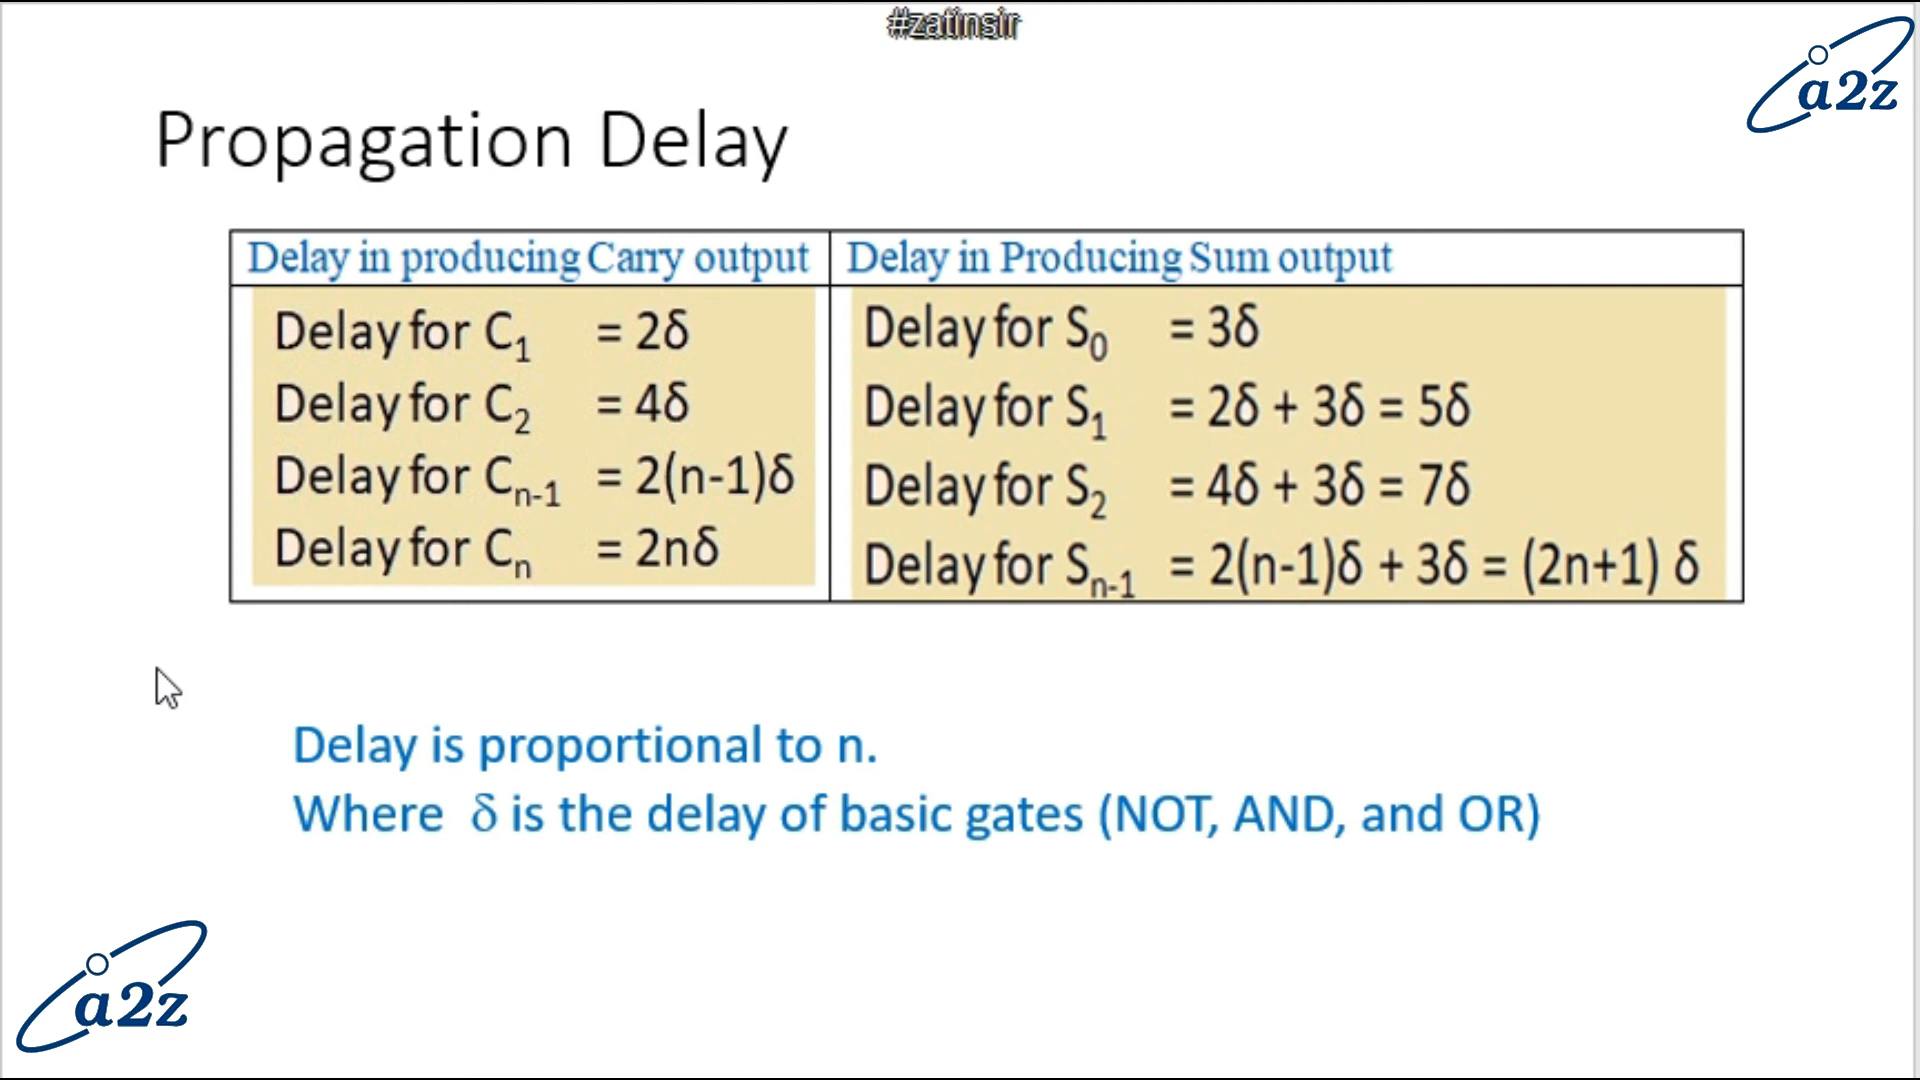 #zatinsir
a2z
Propagation Delay
Delay in producing Carry output
Delay for C₁ = 2δ
Delay for C₂ = 4δ
Delay for Cₙ₋₁ = 2(n-1)δ
Delay for Cₙ = 2nδ
Delay in Producing Sum output
Delay for S₀ = 3δ
Delay for S₁ = 2δ + 3δ = 5δ
Delay for S₂ = 4δ + 3δ = 7δ
Delay for Sₙ₋₁ = 2(n-1)δ + 3δ = (2n+1) δ
Delay is proportional to n.
Where δ is the delay of basic gates (NOT, AND, and OR)
a2z